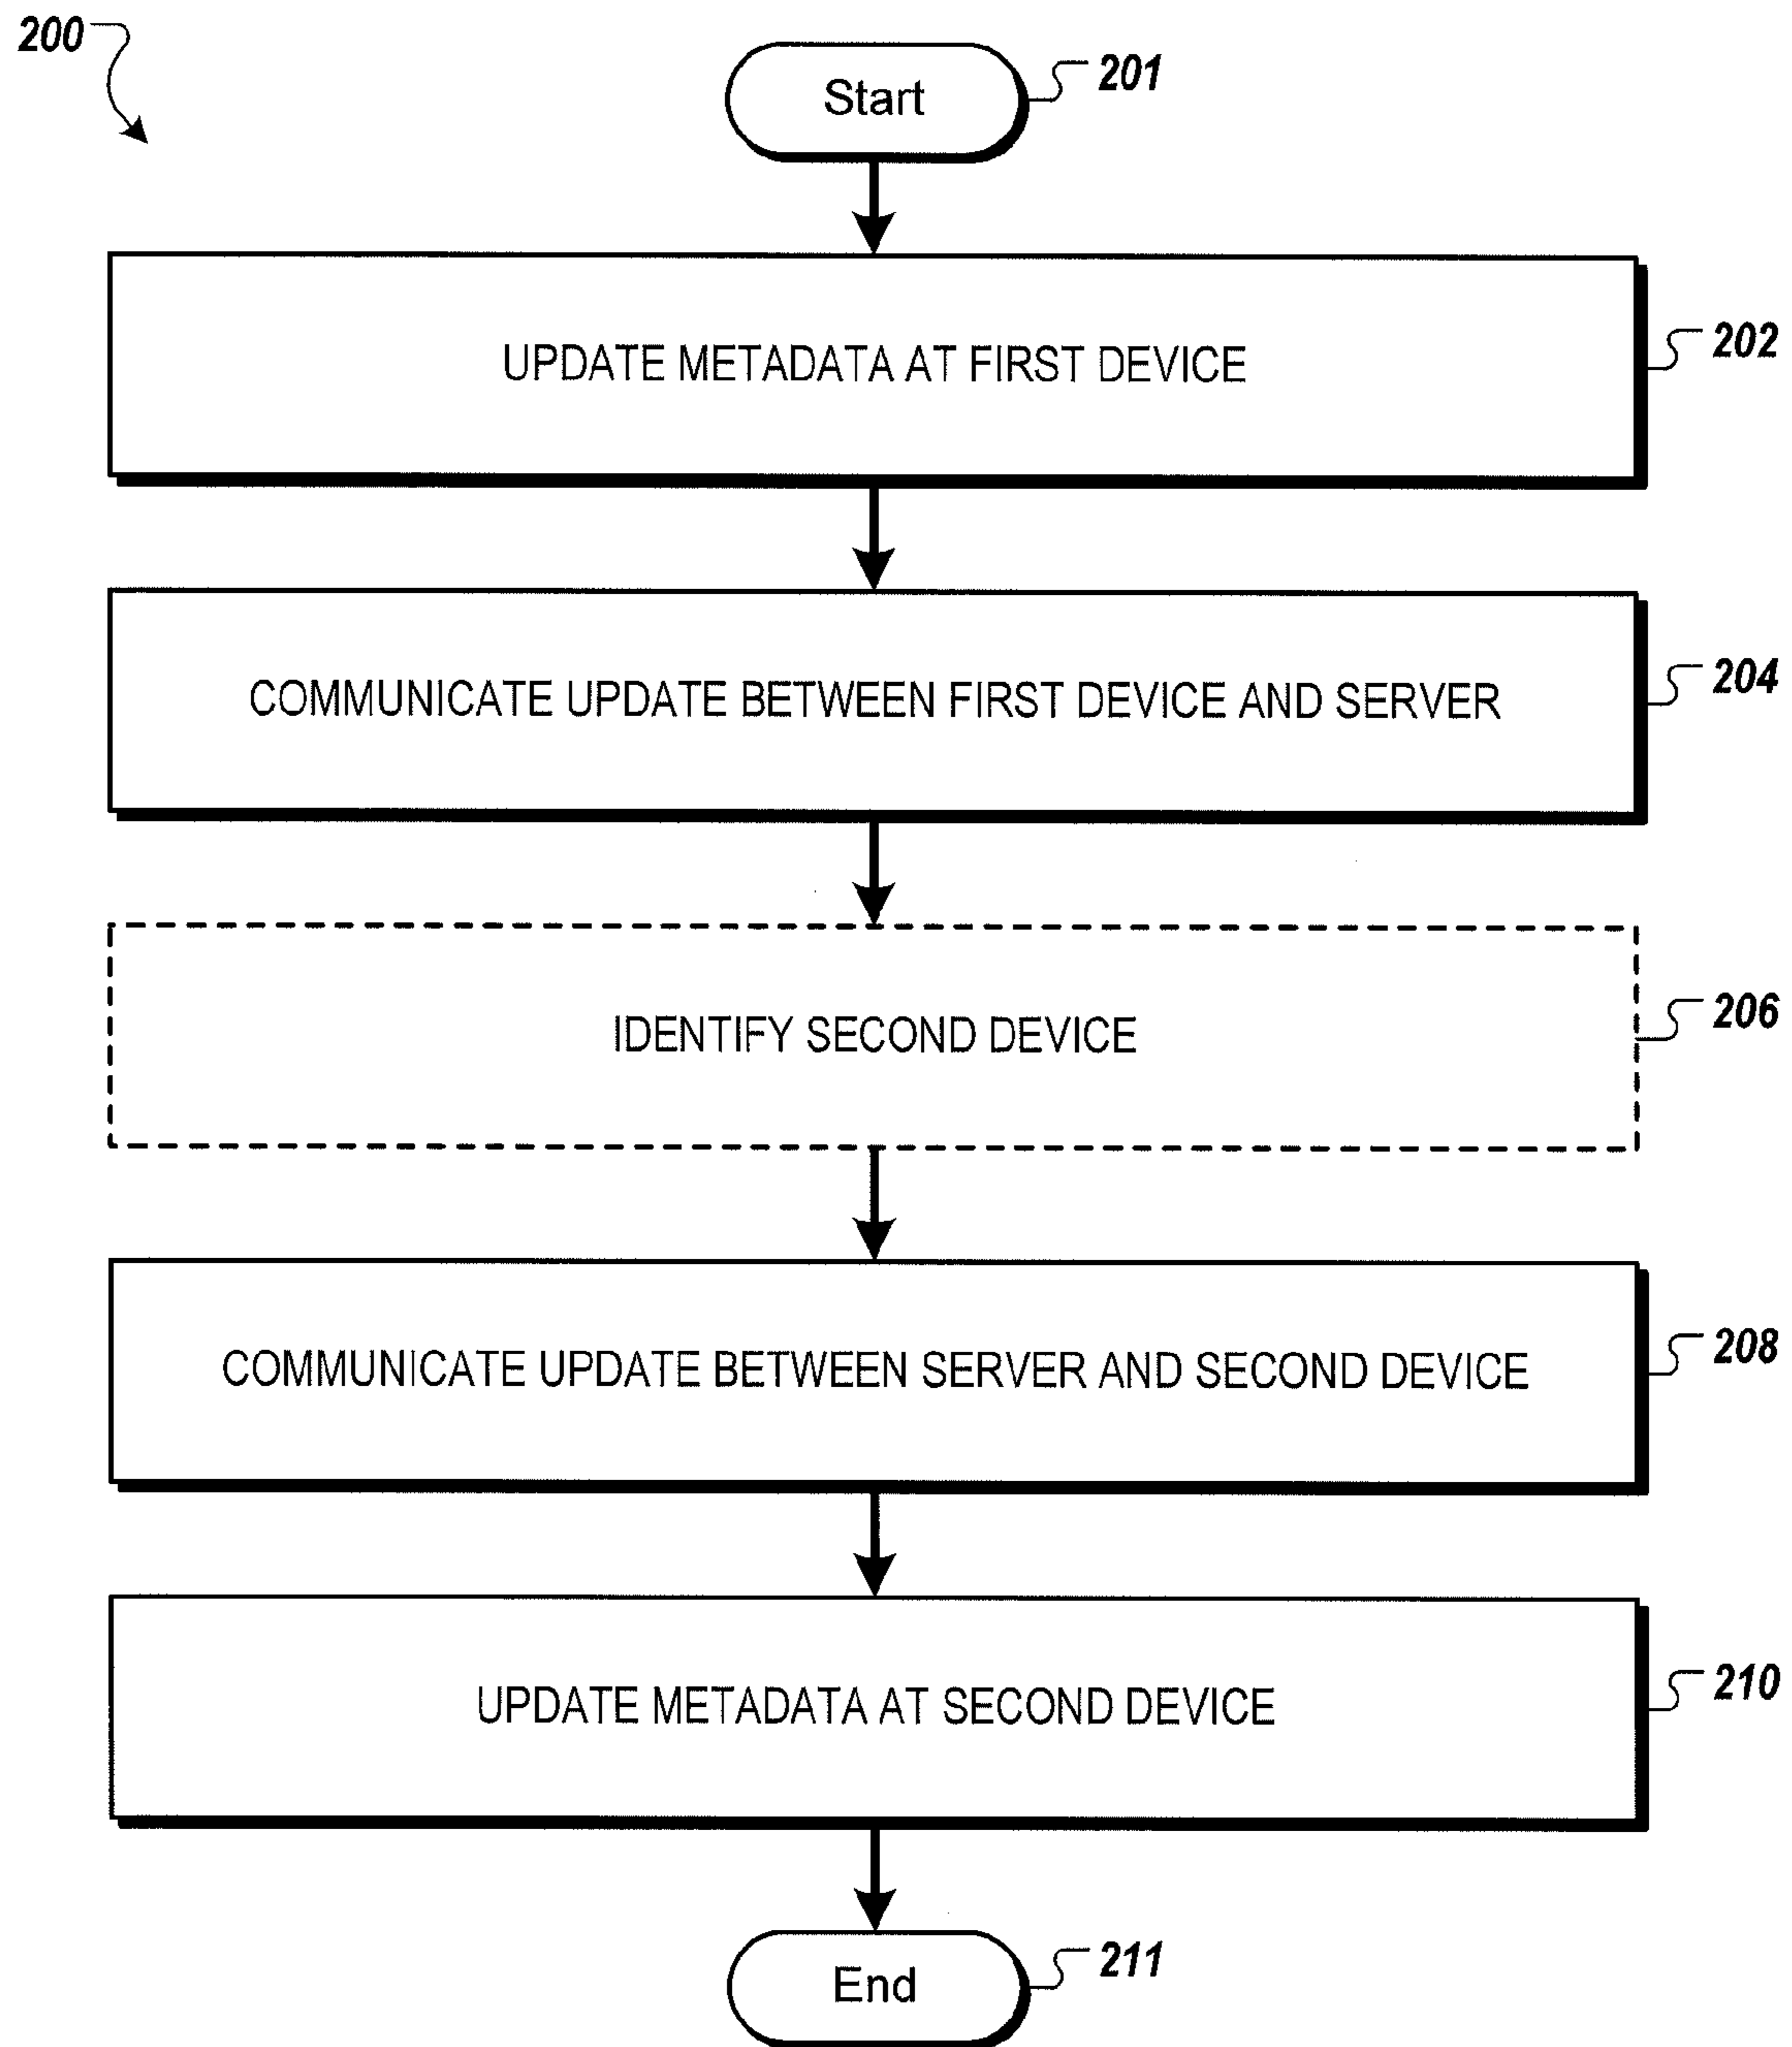 200
Start
201
UPDATE METADATA AT FIRST DEVICE
202
COMMUNICATE UPDATE BETWEEN FIRST DEVICE AND SERVER
204
IDENTIFY SECOND DEVICE
206
COMMUNICATE UPDATE BETWEEN SERVER AND SECOND DEVICE
208
UPDATE METADATA AT SECOND DEVICE
210
End
211